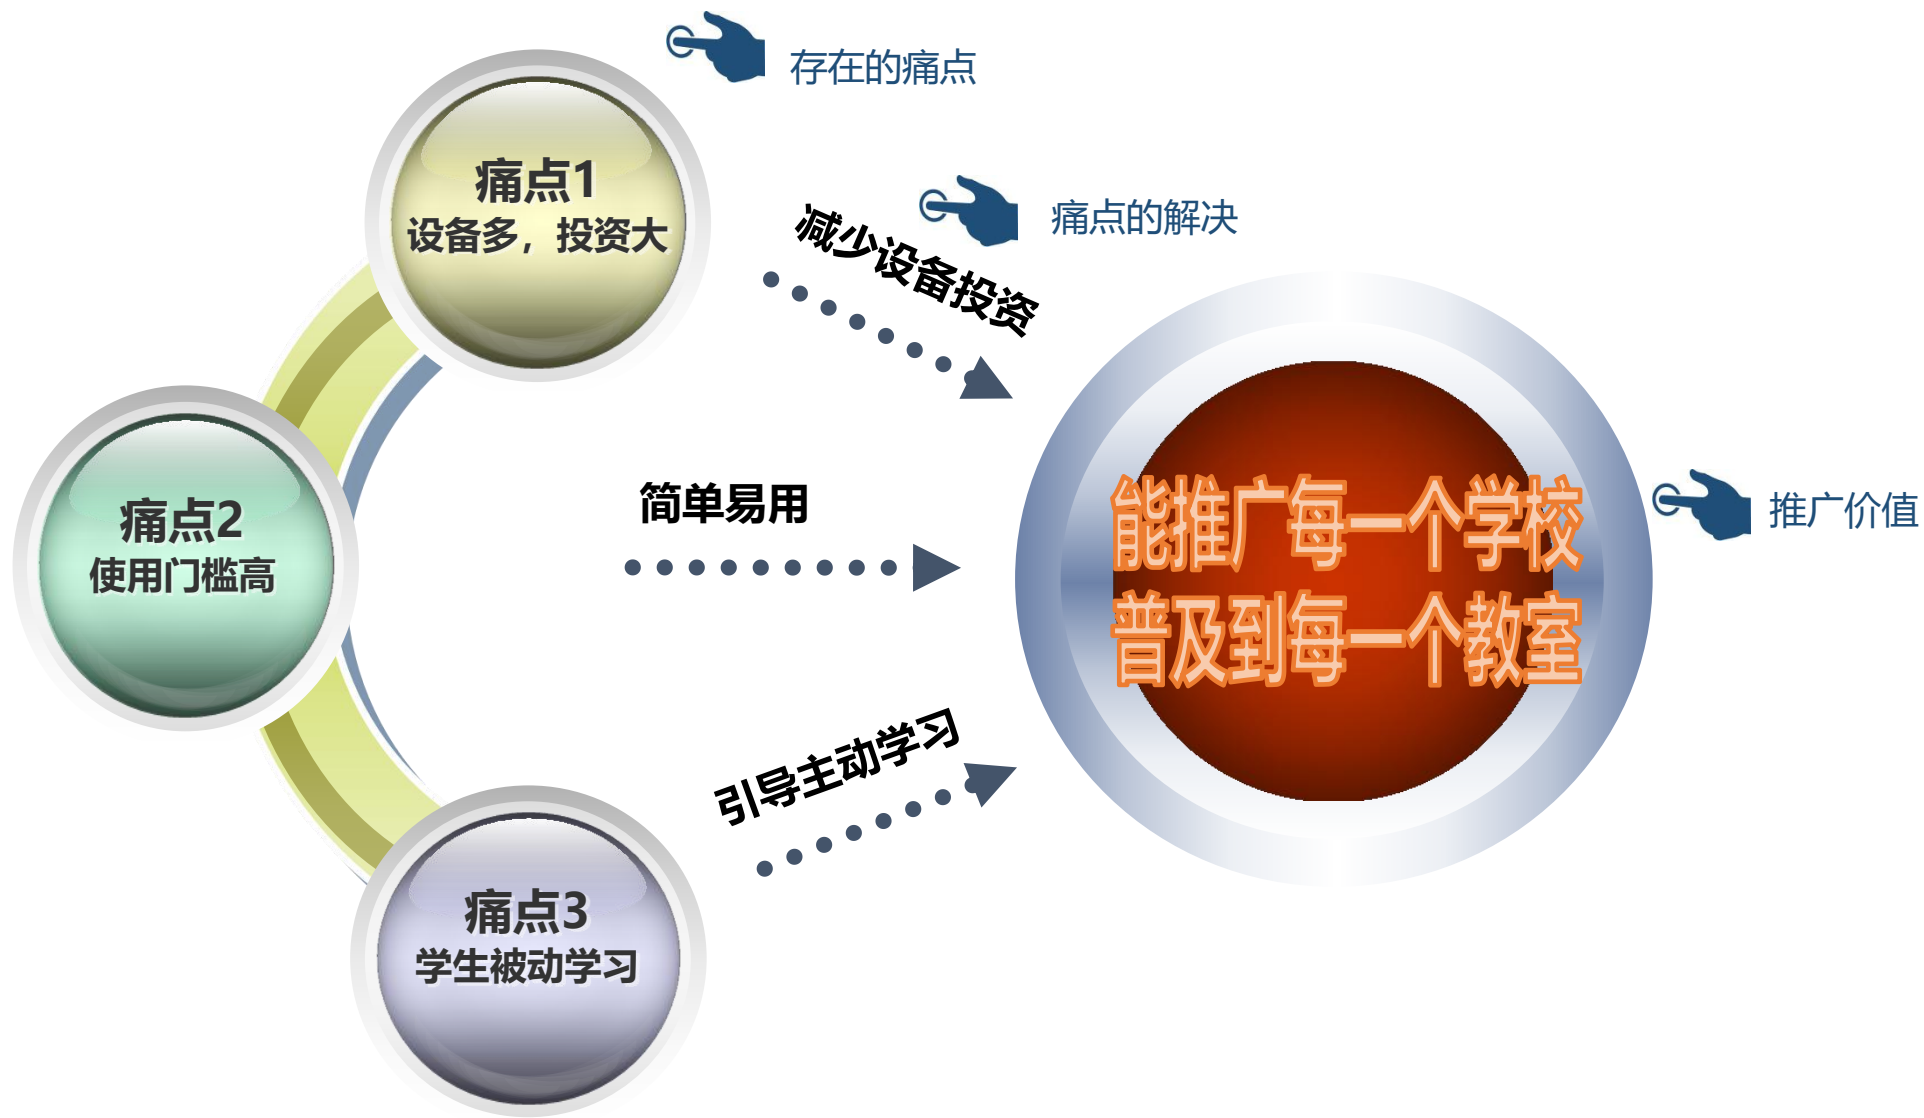 存在的痛点
痛点1
设备多，投资大
痛点的解决
减少设备投资
痛点2
使用门槛高
简单易用
能推广每一个学校
普及到每一个教室
推广价值
引导主动学习
痛点3
学生被动学习